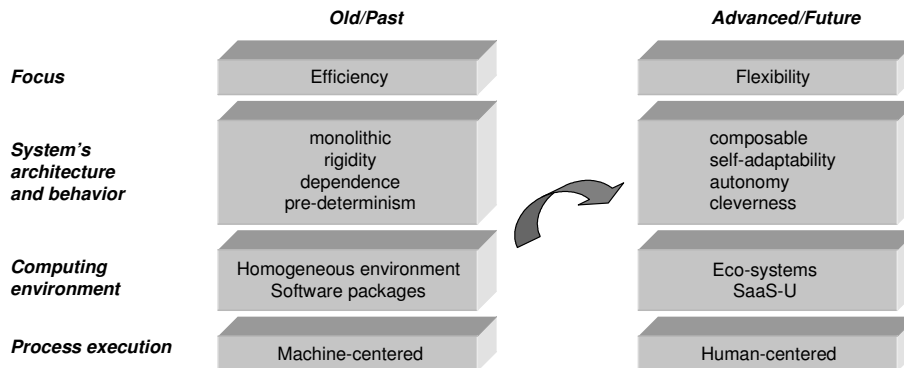 Old/Past
Advanced/Future
Focus
Efficiency
Flexibility
System's
architecture
and behavior
monolithic
rigidity
dependence
pre-determinism
composable
self-adaptability
autonomy
cleverness
Computing
environment
Homogeneous environment
Software packages
Eco-systems
SaaS-U
Process execution
Machine-centered
Human-centered